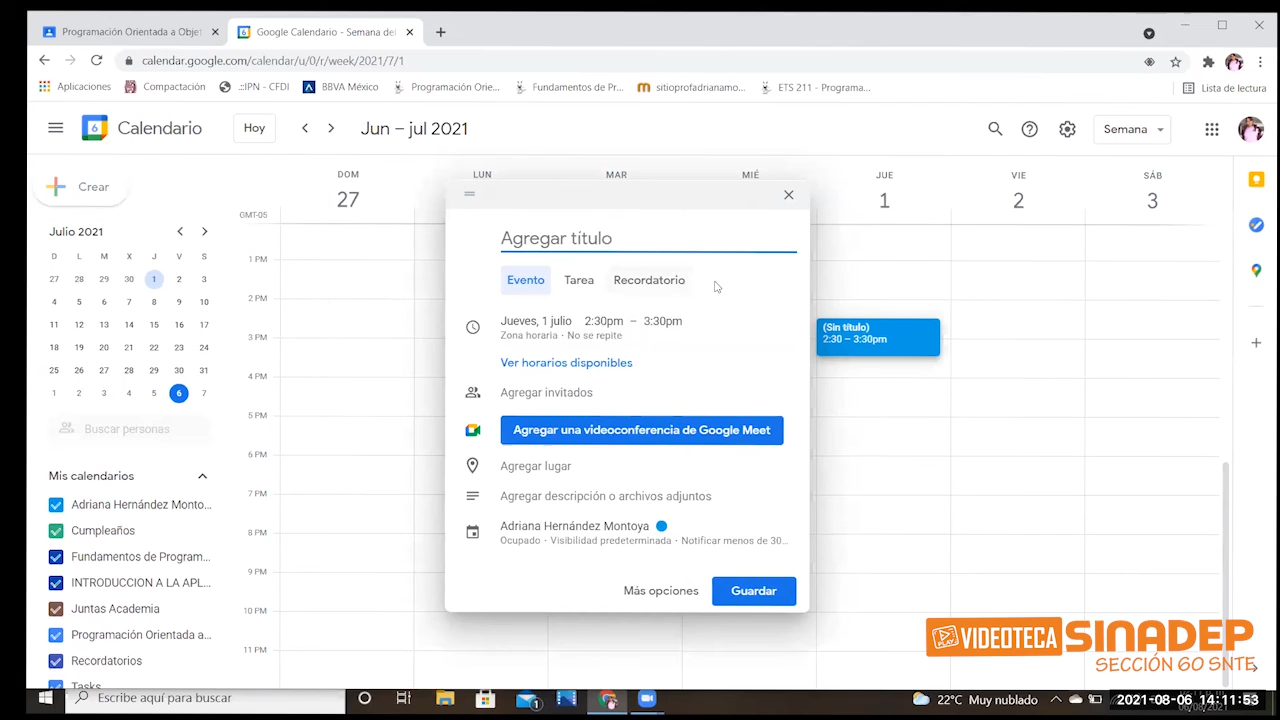 Programación Orientada a Obje
Google Calendario - Semana del
calendar.google.com/calendar/u/0/r/week/2021/7/1
Aplicaciones
Compactación
.::IPN - CFDI
BBVA México
Programación Orie...
Fundamentos de Pr...
sitioprofadrianamo...
ETS 211 - Programa...
Lista de lectura
Calendario
Hoy
Jun – jul 2021
Semana
Crear
DOM
LUN
MAR
MIÉ
JUE
VIE
SÁB
27
1
2
3
GMT-05
Julio 2021
D L M X J V S
27 28 29 30 1 2 3
4 5 6 7 8 9 10
11 12 13 14 15 16 17
18 19 20 21 22 23 24
25 26 27 28 29 30 31
1 2 3 4 5 6 7
Buscar personas
Mis calendarios
Adriana Hernández Monto...
Cumpleaños
Fundamentos de Program...
INTRODUCCION A LA APL...
Juntas Academia
Programación Orientada a...
Recordatorios
Tasks
1 PM
2 PM
3 PM
4 PM
5 PM
6 PM
7 PM
8 PM
9 PM
10 PM
11 PM
Agregar título
Evento
Tarea
Recordatorio
Jueves, 1 julio 2:30pm – 3:30pm
Zona horaria · No se repite
Ver horarios disponibles
Agregar invitados
Agregar una videoconferencia de Google Meet
Agregar lugar
Agregar descripción o archivos adjuntos
Adriana Hernández Montoya
Ocupado · Visibilidad predeterminada · Notificar menos de 30...
Más opciones
Guardar
(Sin título)
2:30 – 3:30pm
PLAY
VIDEOTECA SINADEP
SECCIÓN 60 SNTE
Escribe aquí para buscar
1
22°C Muy nublado
2021-08-06 14:11:53